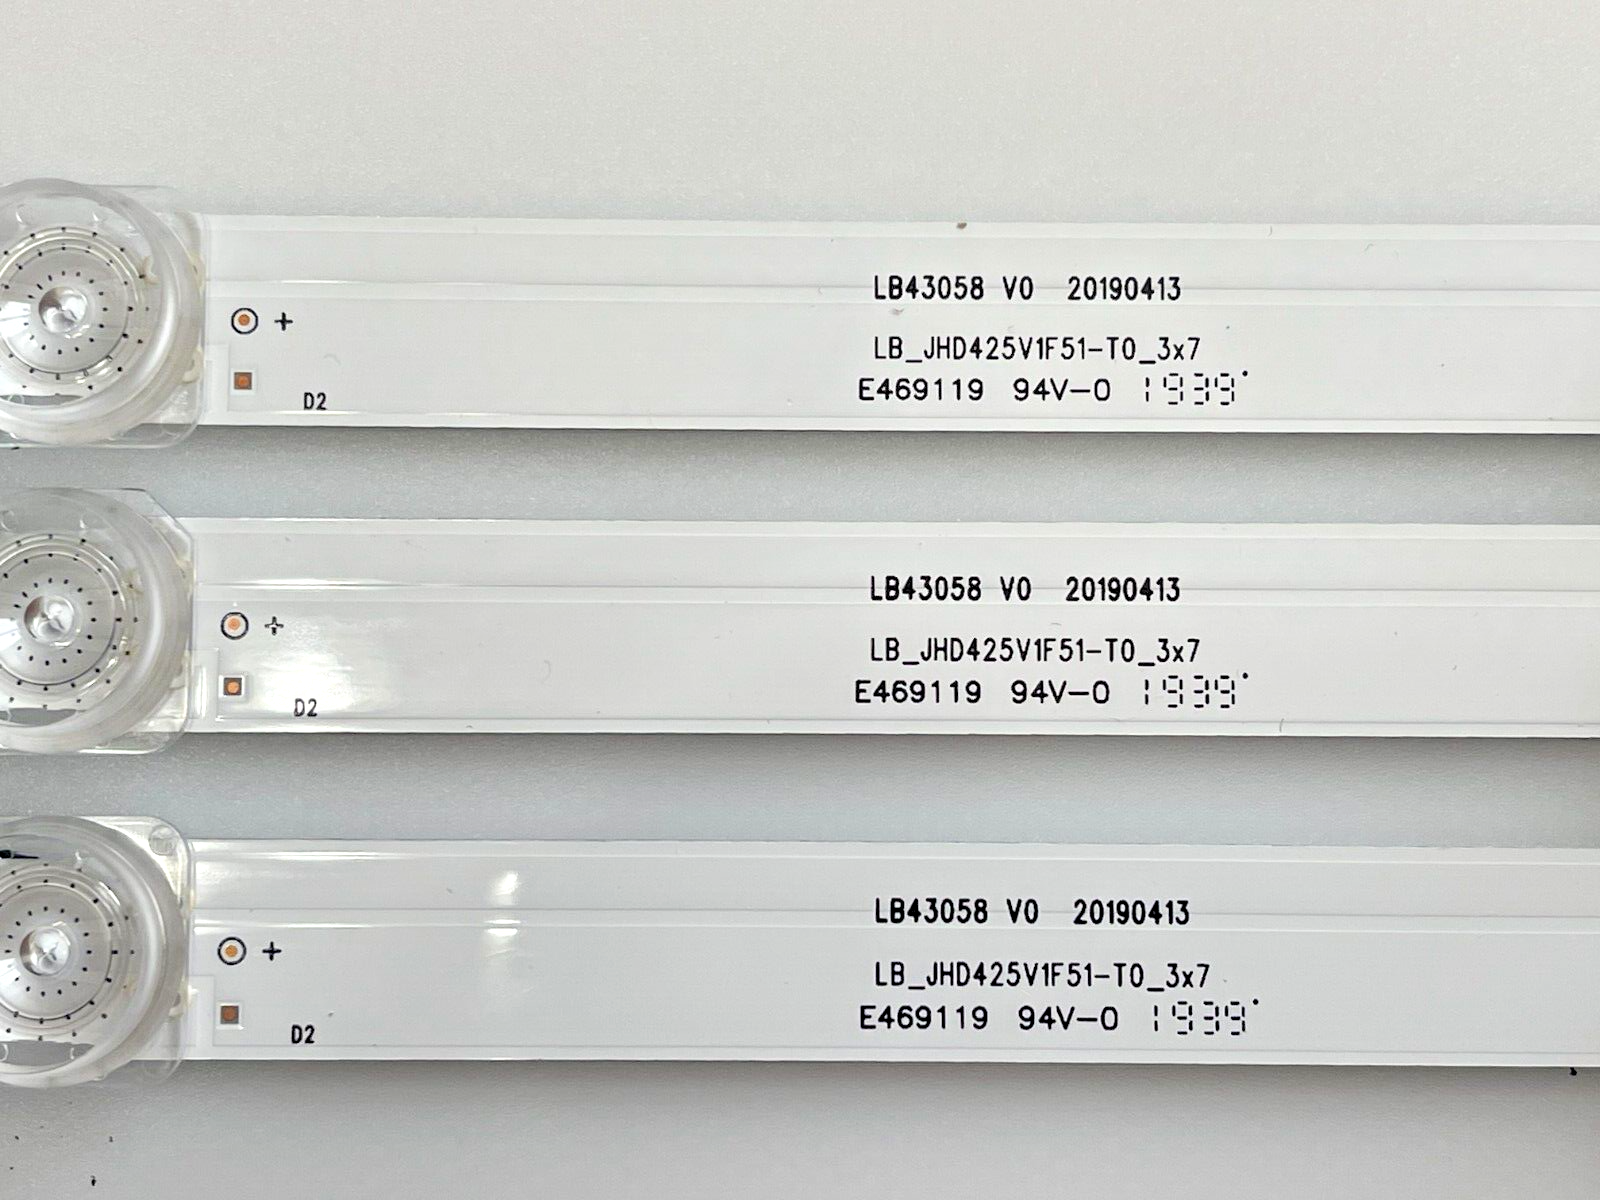 LB43058 V0 20190413
+
LB_JHD425V1F51-T0_3x7
E469119 94V-0 1939
D2
LB43058 V0 20190413
+
LB_JHD425V1F51-T0_3x7
E469119 94V-0 1939
D2
LB43058 V0 20190413
+
LB_JHD425V1F51-T0_3x7
E469119 94V-0 1939
D2